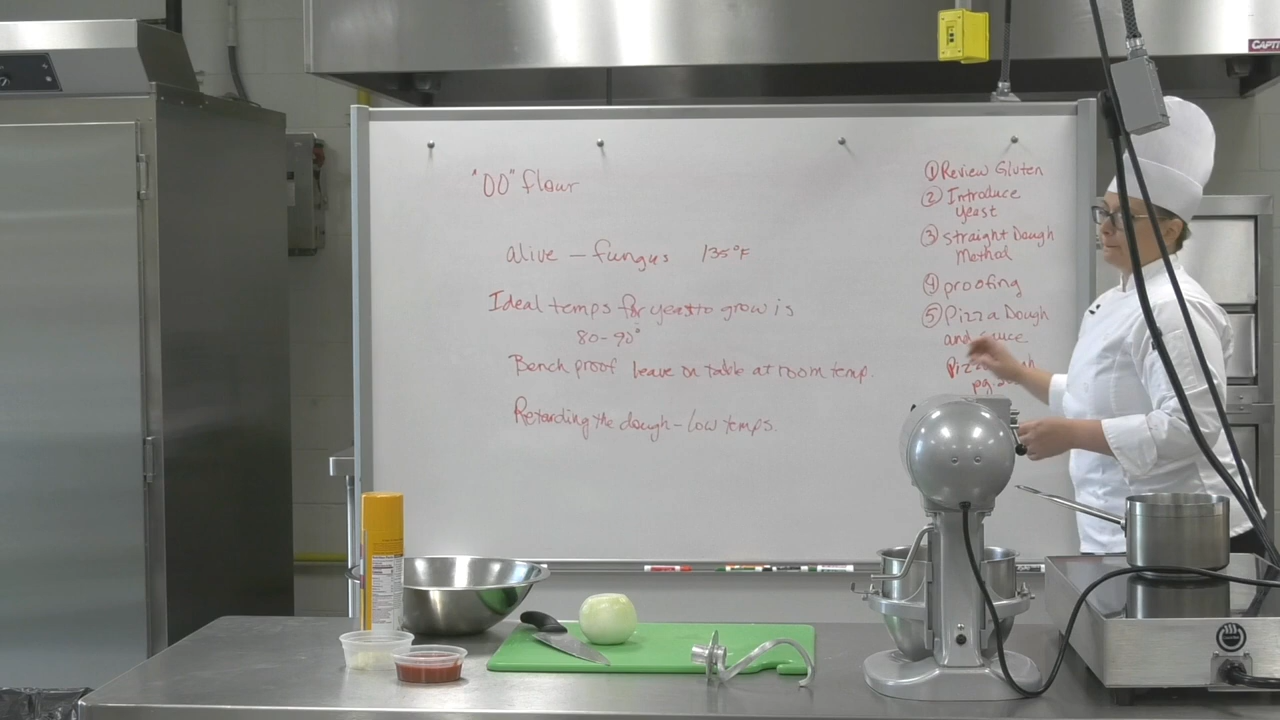 "00" flour
alive — fungus 135°F
Ideal temps for yeast to grow is
80-90°
Bench proof leave on table at room temp.
Retarding the dough - low temps.
① Review Gluten
② Introduce
yeast
③ straight Dough
Method
④ proofing
⑤ Pizza Dough
and
pg.
CAPTI